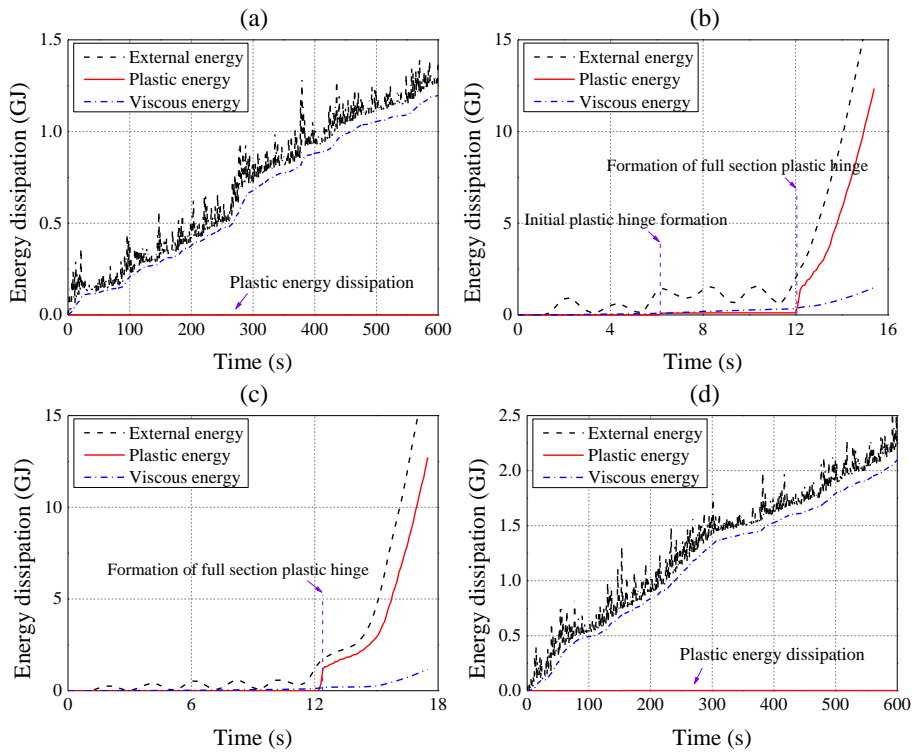 (a)
Energy dissipation (GJ)
1.5
1.0
0.5
0.0
External energy
Plastic energy
Viscous energy
Plastic energy dissipation
0 100 200 300 400 500 600
Time (s)
(b)
Energy dissipation (GJ)
15
10
5
0
External energy
Plastic energy
Viscous energy
Formation of full section plastic hinge
Initial plastic hinge formation
0 4 8 12 16
Time (s)
(c)
Energy dissipation (GJ)
15
10
5
0
External energy
Plastic energy
Viscous energy
Formation of full section plastic hinge
0 6 12 18
Time (s)
(d)
Energy dissipation (GJ)
2.5
2.0
1.5
1.0
0.5
0.0
External energy
Plastic energy
Viscous energy
Plastic energy dissipation
0 100 200 300 400 500 600
Time (s)